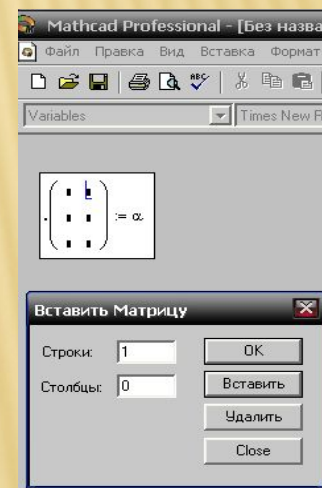 Mathcad Professional - [Без назва
Файл Правка Вид Вставка Формат
Variables Times New R
:= α
Вставить Матрицу
Строки: 1 OK
Столбцы: 0 Вставить
Удалить
Close